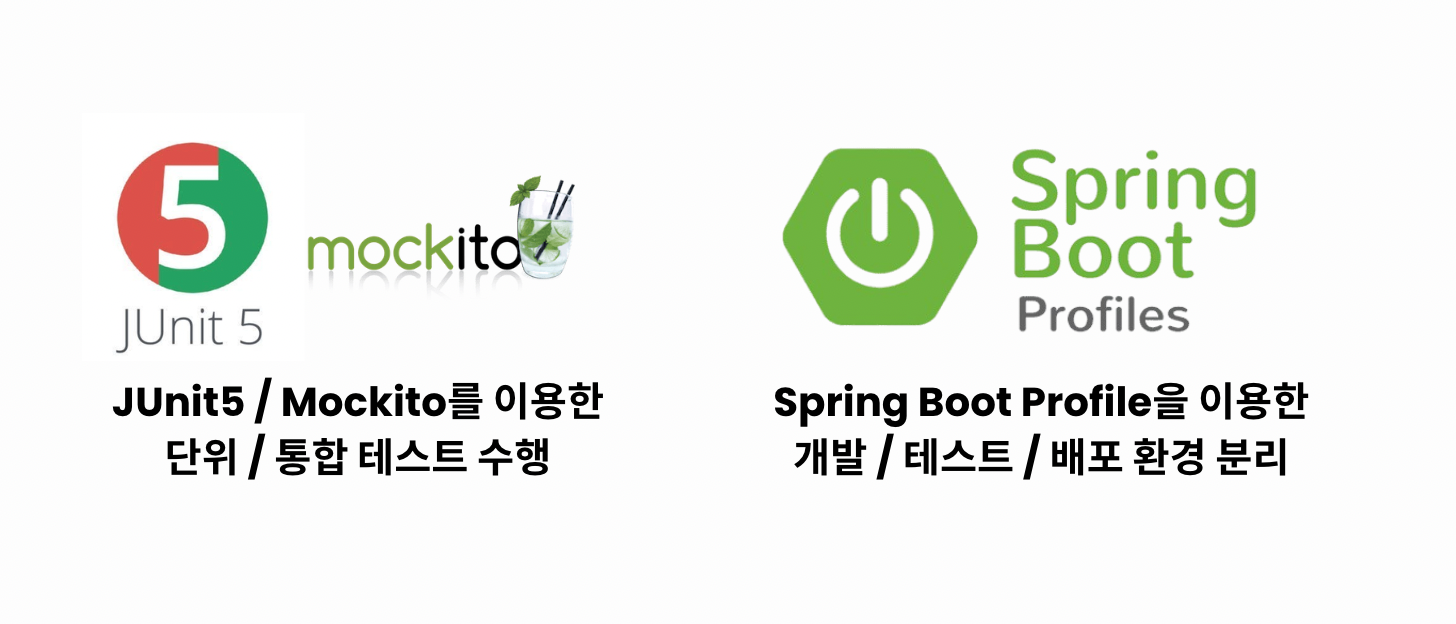 5
JUnit 5
mockito
JUnit5 / Mockito를 이용한
단위 / 통합 테스트 수행
Spring
Boot
Profiles
Spring Boot Profile을 이용한
개발 / 테스트 / 배포 환경 분리